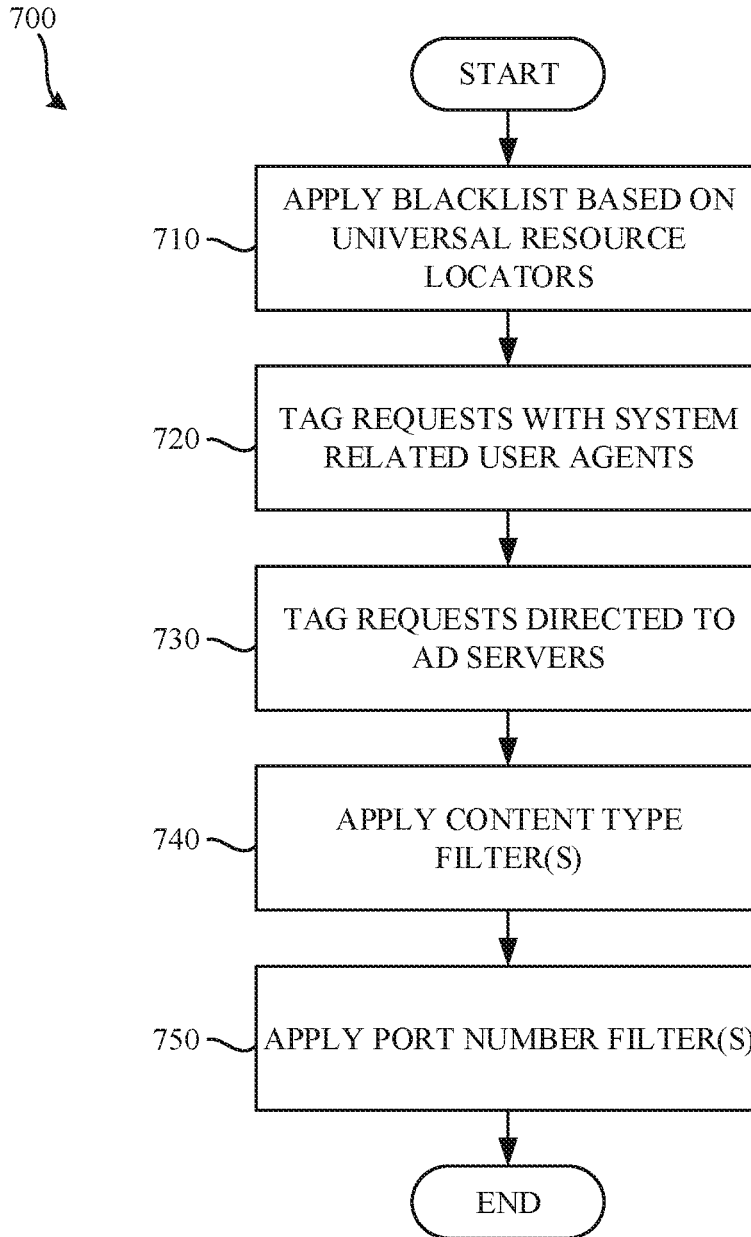 700
START
710
APPLY BLACKLIST BASED ON
UNIVERSAL RESOURCE
LOCATORS
720
TAG REQUESTS WITH SYSTEM
RELATED USER AGENTS
730
TAG REQUESTS DIRECTED TO
AD SERVERS
740
APPLY CONTENT TYPE
FILTER(S)
750
APPLY PORT NUMBER FILTER(S)
END